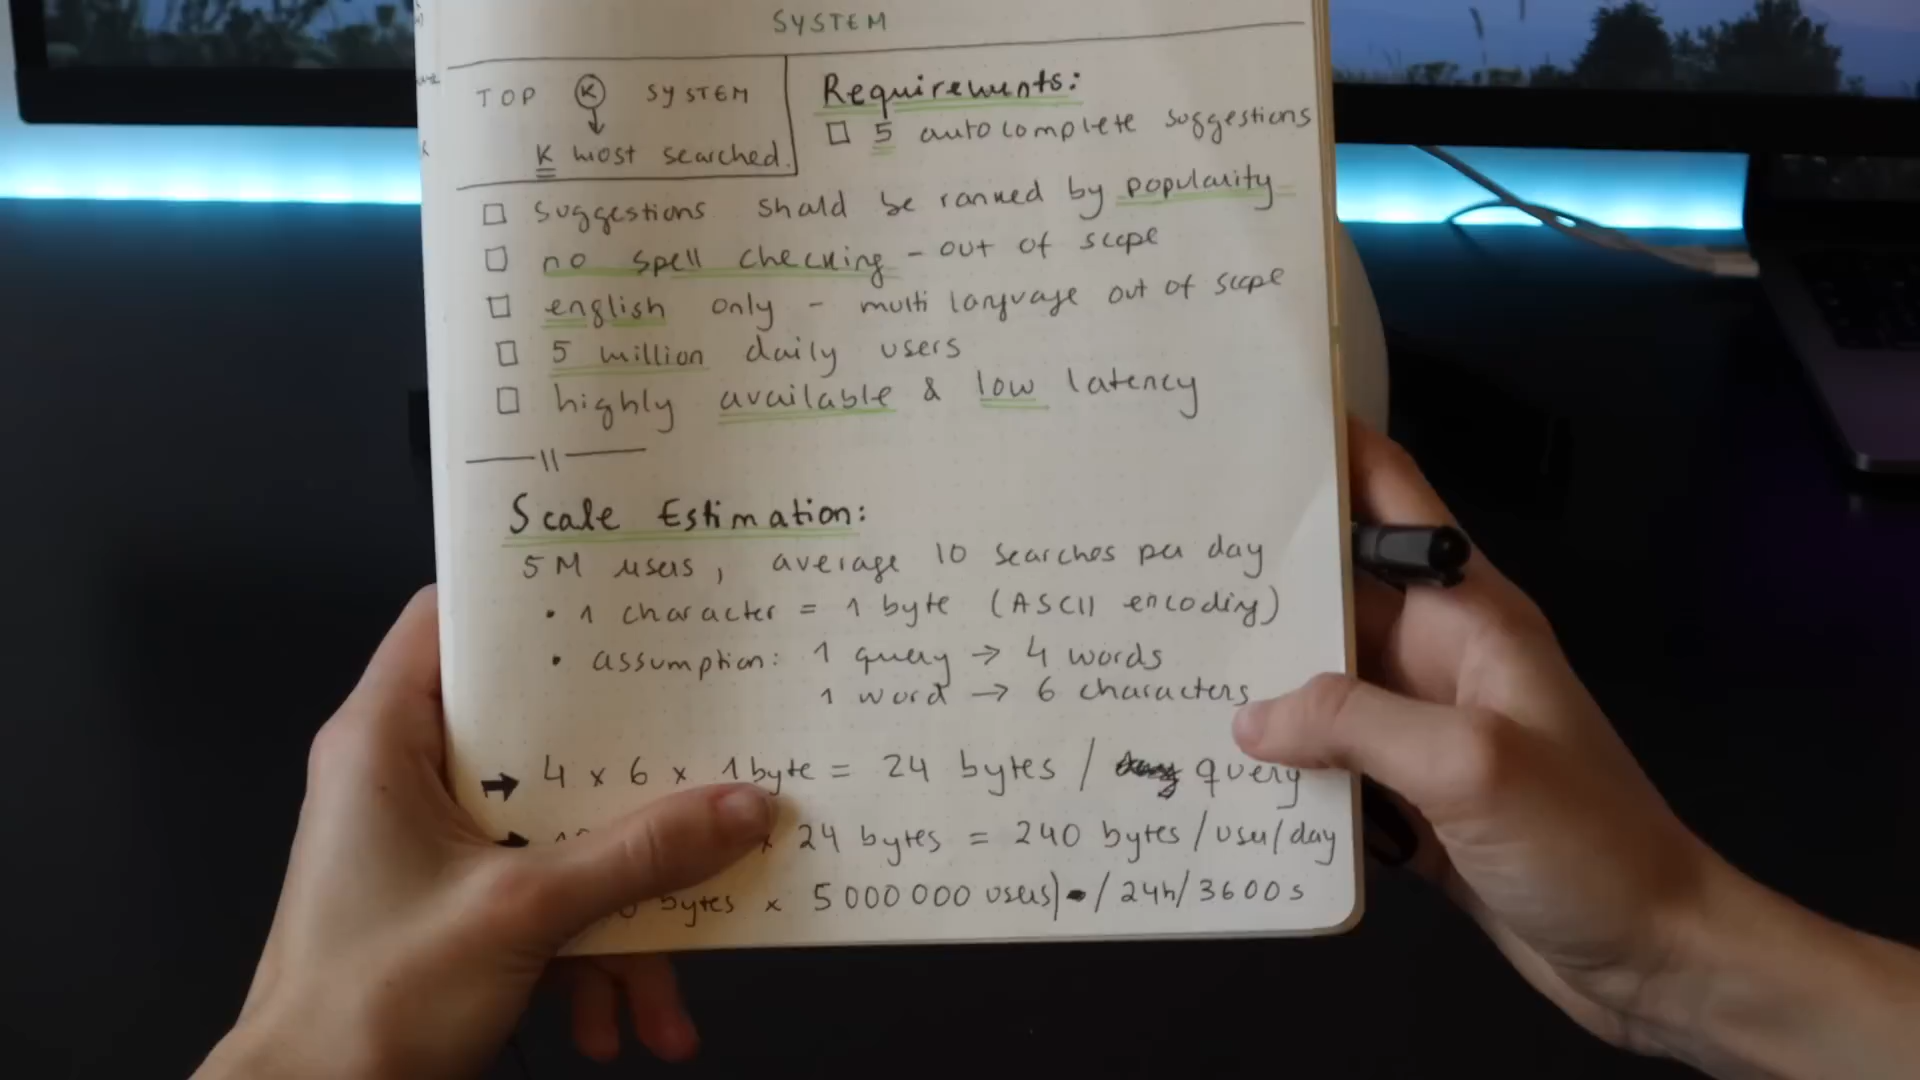 SYSTEM
TOP K SYSTEM
K most searched.
Requirements:
5 autocomplete suggestions
suggestions should be ranked by popularity
no spell checking - out of scope
english only - multi language out of scope
5 million daily users
highly available & low latency
Scale Estimation:
5M users, average 10 searches per day
• 1 character = 1 byte (ASCII encoding)
• assumption: 1 query → 4 words
1 word → 6 characters
→ 4 x 6 x 1 byte = 24 bytes / query
x 24 bytes = 240 bytes/user/day
bytes x 5000000 users) / 24h/3600s